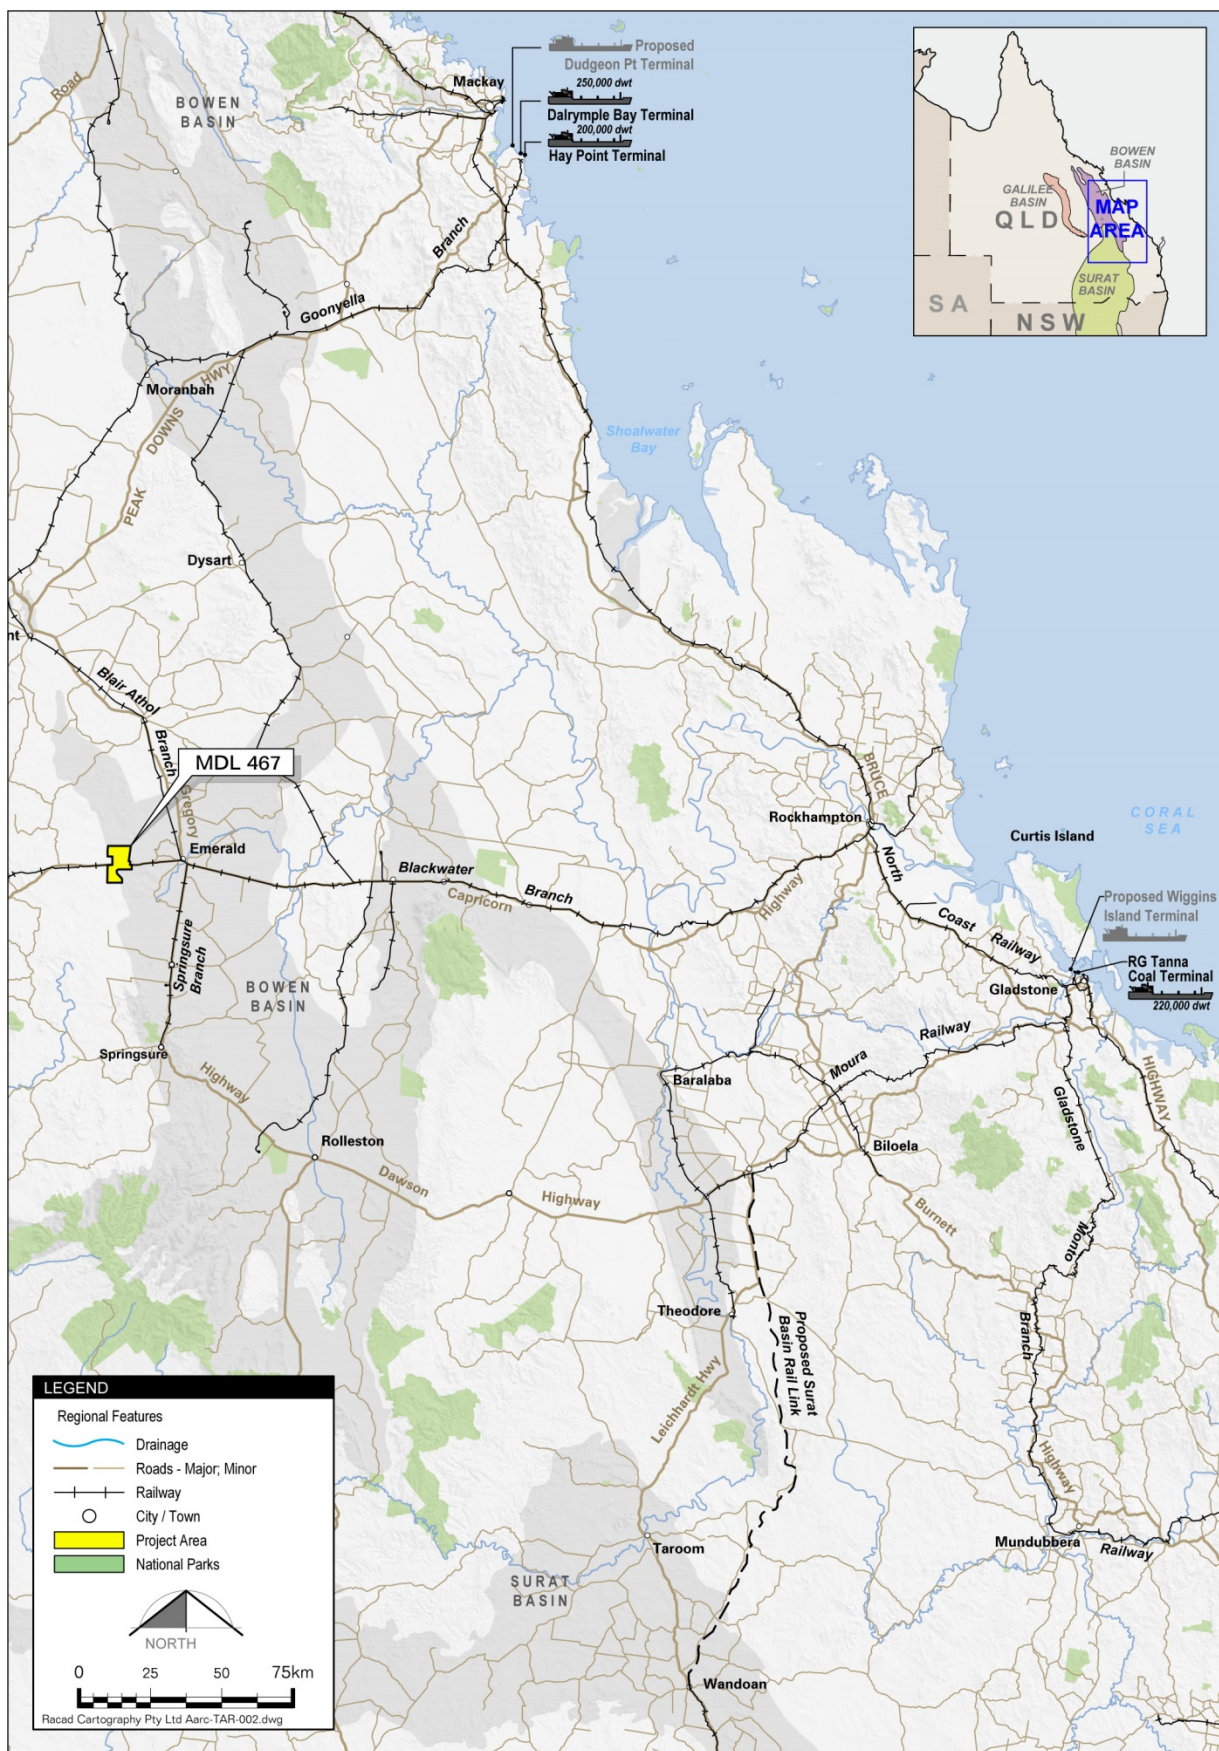 Road
BOWEN
BASIN
Mackay
Proposed
Dudgeon Pt Terminal
250,000 dwt
Dalrymple Bay Terminal
200,000 dwt
Hay Point Terminal
BOWEN
BASIN
GALILEE
BASIN
QLD
MAP
AREA
SURAT
BASIN
SA
NSW
Branch
Goonyella
Moranbah
HWY
DOWNS
PEAK
Shoalwater
Bay
Dysart
nt
Blair Athol
Branch
MDL 467
Gregory
Emerald
BRUCE
Rockhampton
CORAL
SEA
Curtis Island
Blackwater
Capricorn
Branch
Highway
North
Coast
Railway
Proposed Wiggins
Island Terminal
RG Tanna
Coal Terminal
220,000 dwt
Gladstone
Springsure
Branch
BOWEN
BASIN
Springsure
Highway
Railway
Moura
Baralaba
HIGHWAY
Gladstone
Biloela
Rolleston
Dawson
Highway
Burnett
Monto
Theodore
Proposed Surat
Basin Rail Link
Branch
Leichhardt Hwy
Highway
Taroom
Mundubbera
Railway
SURAT
BASIN
Wandoan
LEGEND
Regional Features
Drainage
Roads - Major; Minor
Railway
City / Town
Project Area
National Parks
NORTH
0 25 50 75km
Racad Cartography Pty Ltd Aarc-TAR-002.dwg